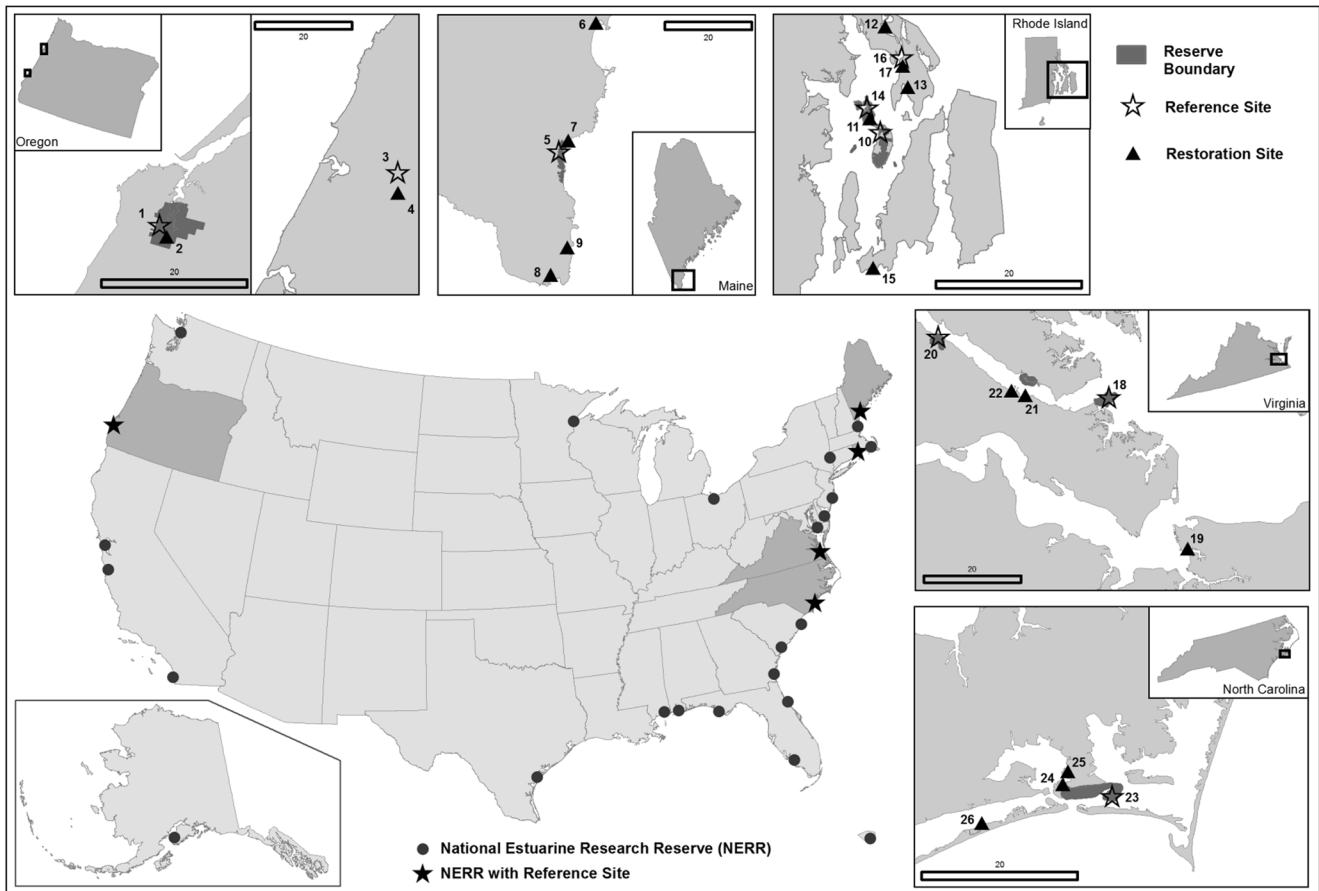 Oregon
1
2
20
20
3
4
20
5
6
7
8
9
Maine
12
16
17
13
14
11
10
15
20
Rhode Island
Reserve
Boundary
Reference Site
Restoration Site
20
22
21
18
19
20
Virginia
25
24
23
26
20
North Carolina
National Estuarine Research Reserve (NERR)
NERR with Reference Site